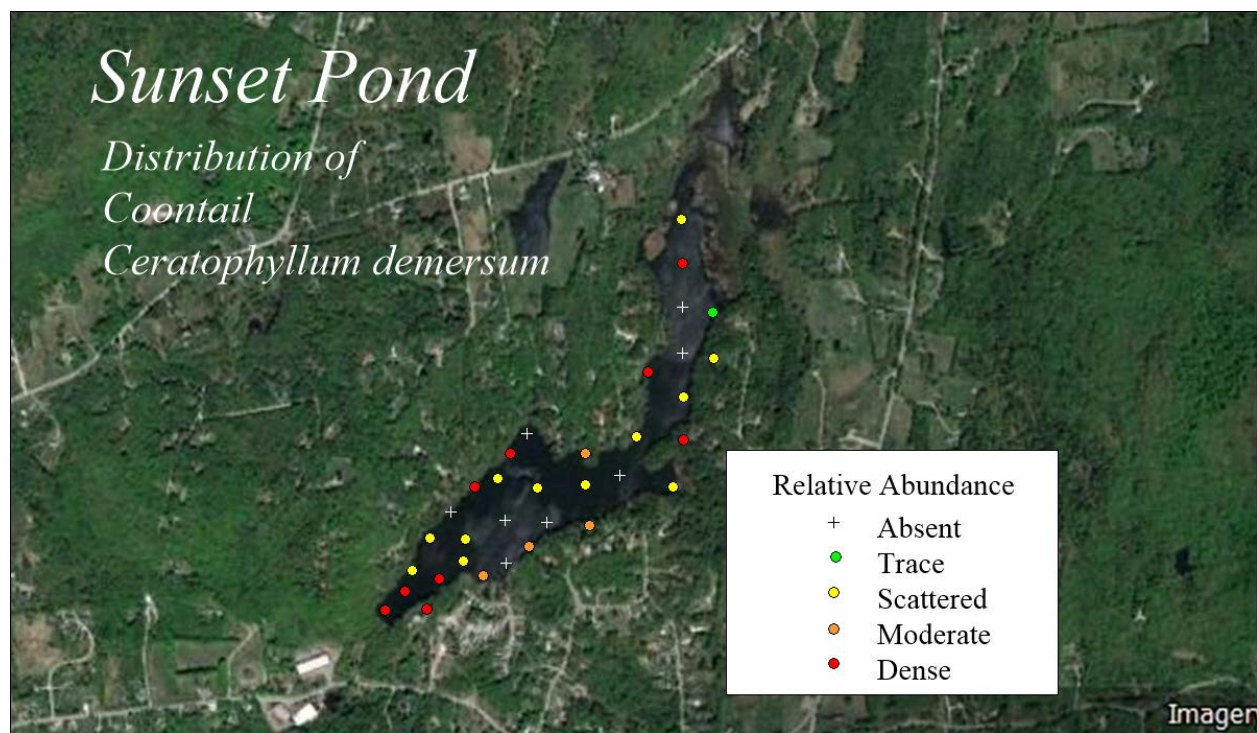 Sunset Pond
Distribution of
Coontail
Ceratophyllum demersum
Relative Abundance
Absent
Trace
Scattered
Moderate
Dense
Imager